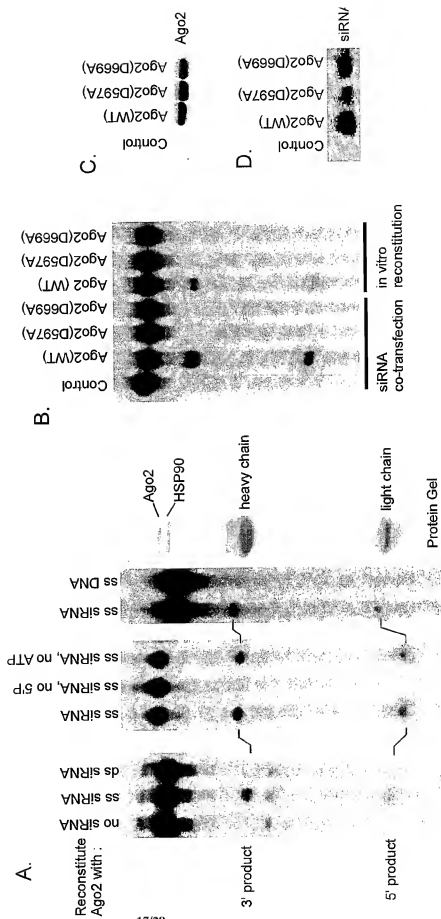 A.
Reconstitute
Ago2 with :
no siRNA
ss siRNA
ds siRNA
ss siRNA
ss siRNA, no 5'P
ss siRNA, no ATP
ss siRNA
ss DNA
3' product
5' product
Ago2
HSP90
heavy chain
light chain
Protein Gel
B.
Control
Ago2(WT)
Ago2(D597A)
Ago2(D669A)
Ago2 (WT)
Ago2(D597A)
Ago2(D669A)
siRNA
co-transfection
in vitro
reconstitution
C.
Control
Ago2(WT)
Ago2(D597A)
Ago2(D669A)
Ago2
D.
Control
Ago2(WT)
Ago2(D597A)
Ago2(D669A)